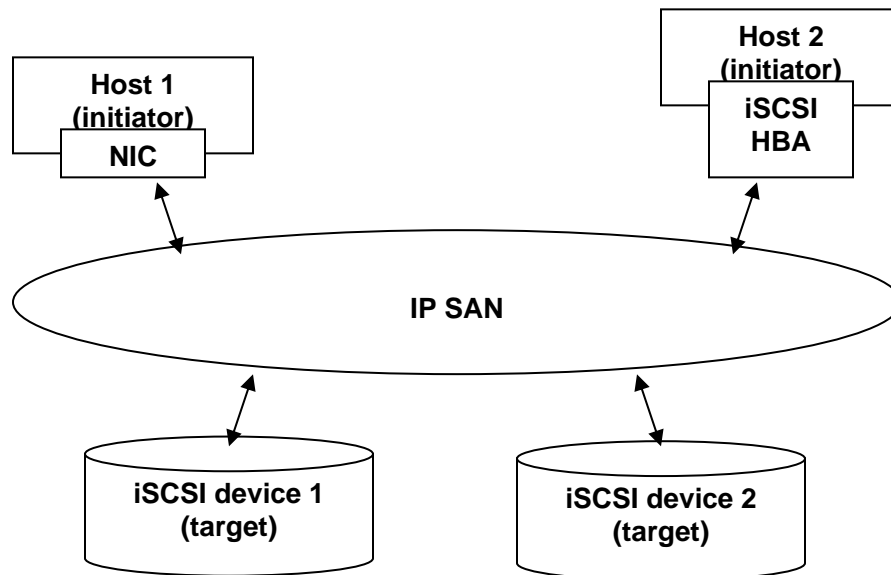 Host 1
(initiator)
NIC
Host 2
(initiator)
iSCSI
HBA
IP SAN
iSCSI device 1
(target)
iSCSI device 2
(target)